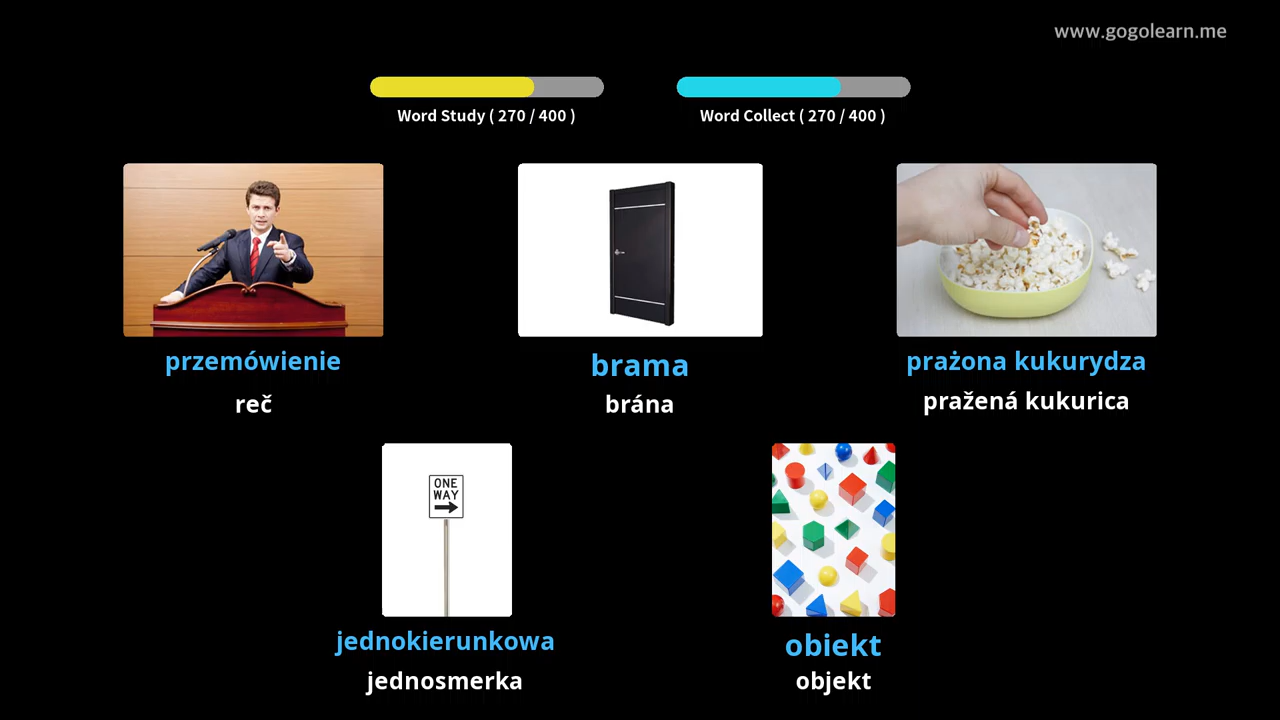 www.gogolearn.me
Word Study ( 270 / 400 )
Word Collect ( 270 / 400 )
przemówienie
brama
prażona kukurydza
reč
brána
pražená kukurica
ONE
WAY
jednokierunkowa
obiekt
jednosmerka
objekt